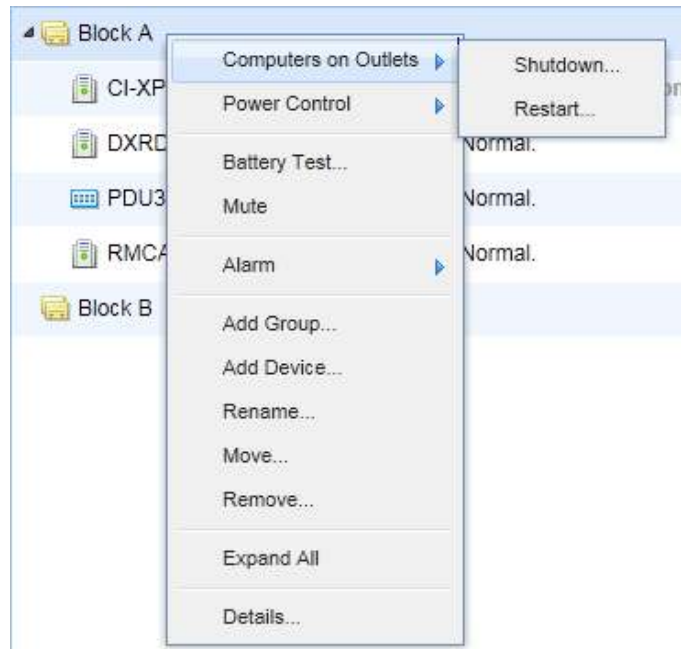 Block A
Computers on Outlets
Shutdown...
CI-XP
Power Control
Restart...
DXRD
Normal.
Battery Test...
PDU3
Mute
Normal.
RMCA
Alarm
Normal.
Add Group...
Block B
Add Device...
Rename...
Move...
Remove...
Expand All
Details...